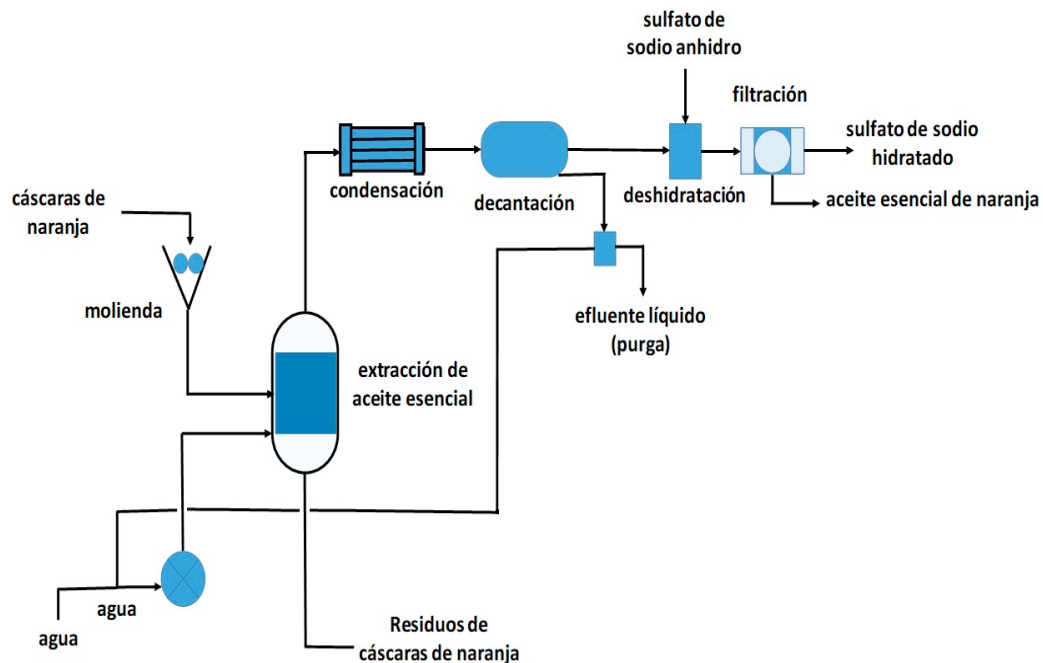 sulfato de
sodio anhidro
filtración
sulfato de sodio
hidratado
condensación
decantación
deshidratación
aceite esencial de naranja
cáscaras de
naranja
molienda
efluente líquido
(purga)
extracción de
aceite esencial
agua
agua
Residuos de
cáscaras de naranja